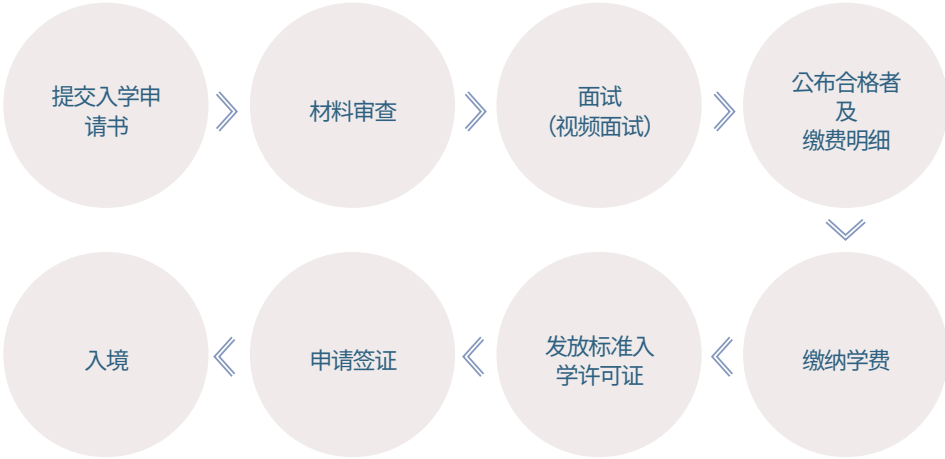 提交入学申
请书
材料审查
面试
（视频面试）
公布合格者
及
缴费明细
缴纳学费
发放标准入
学许可证
申请签证
入境